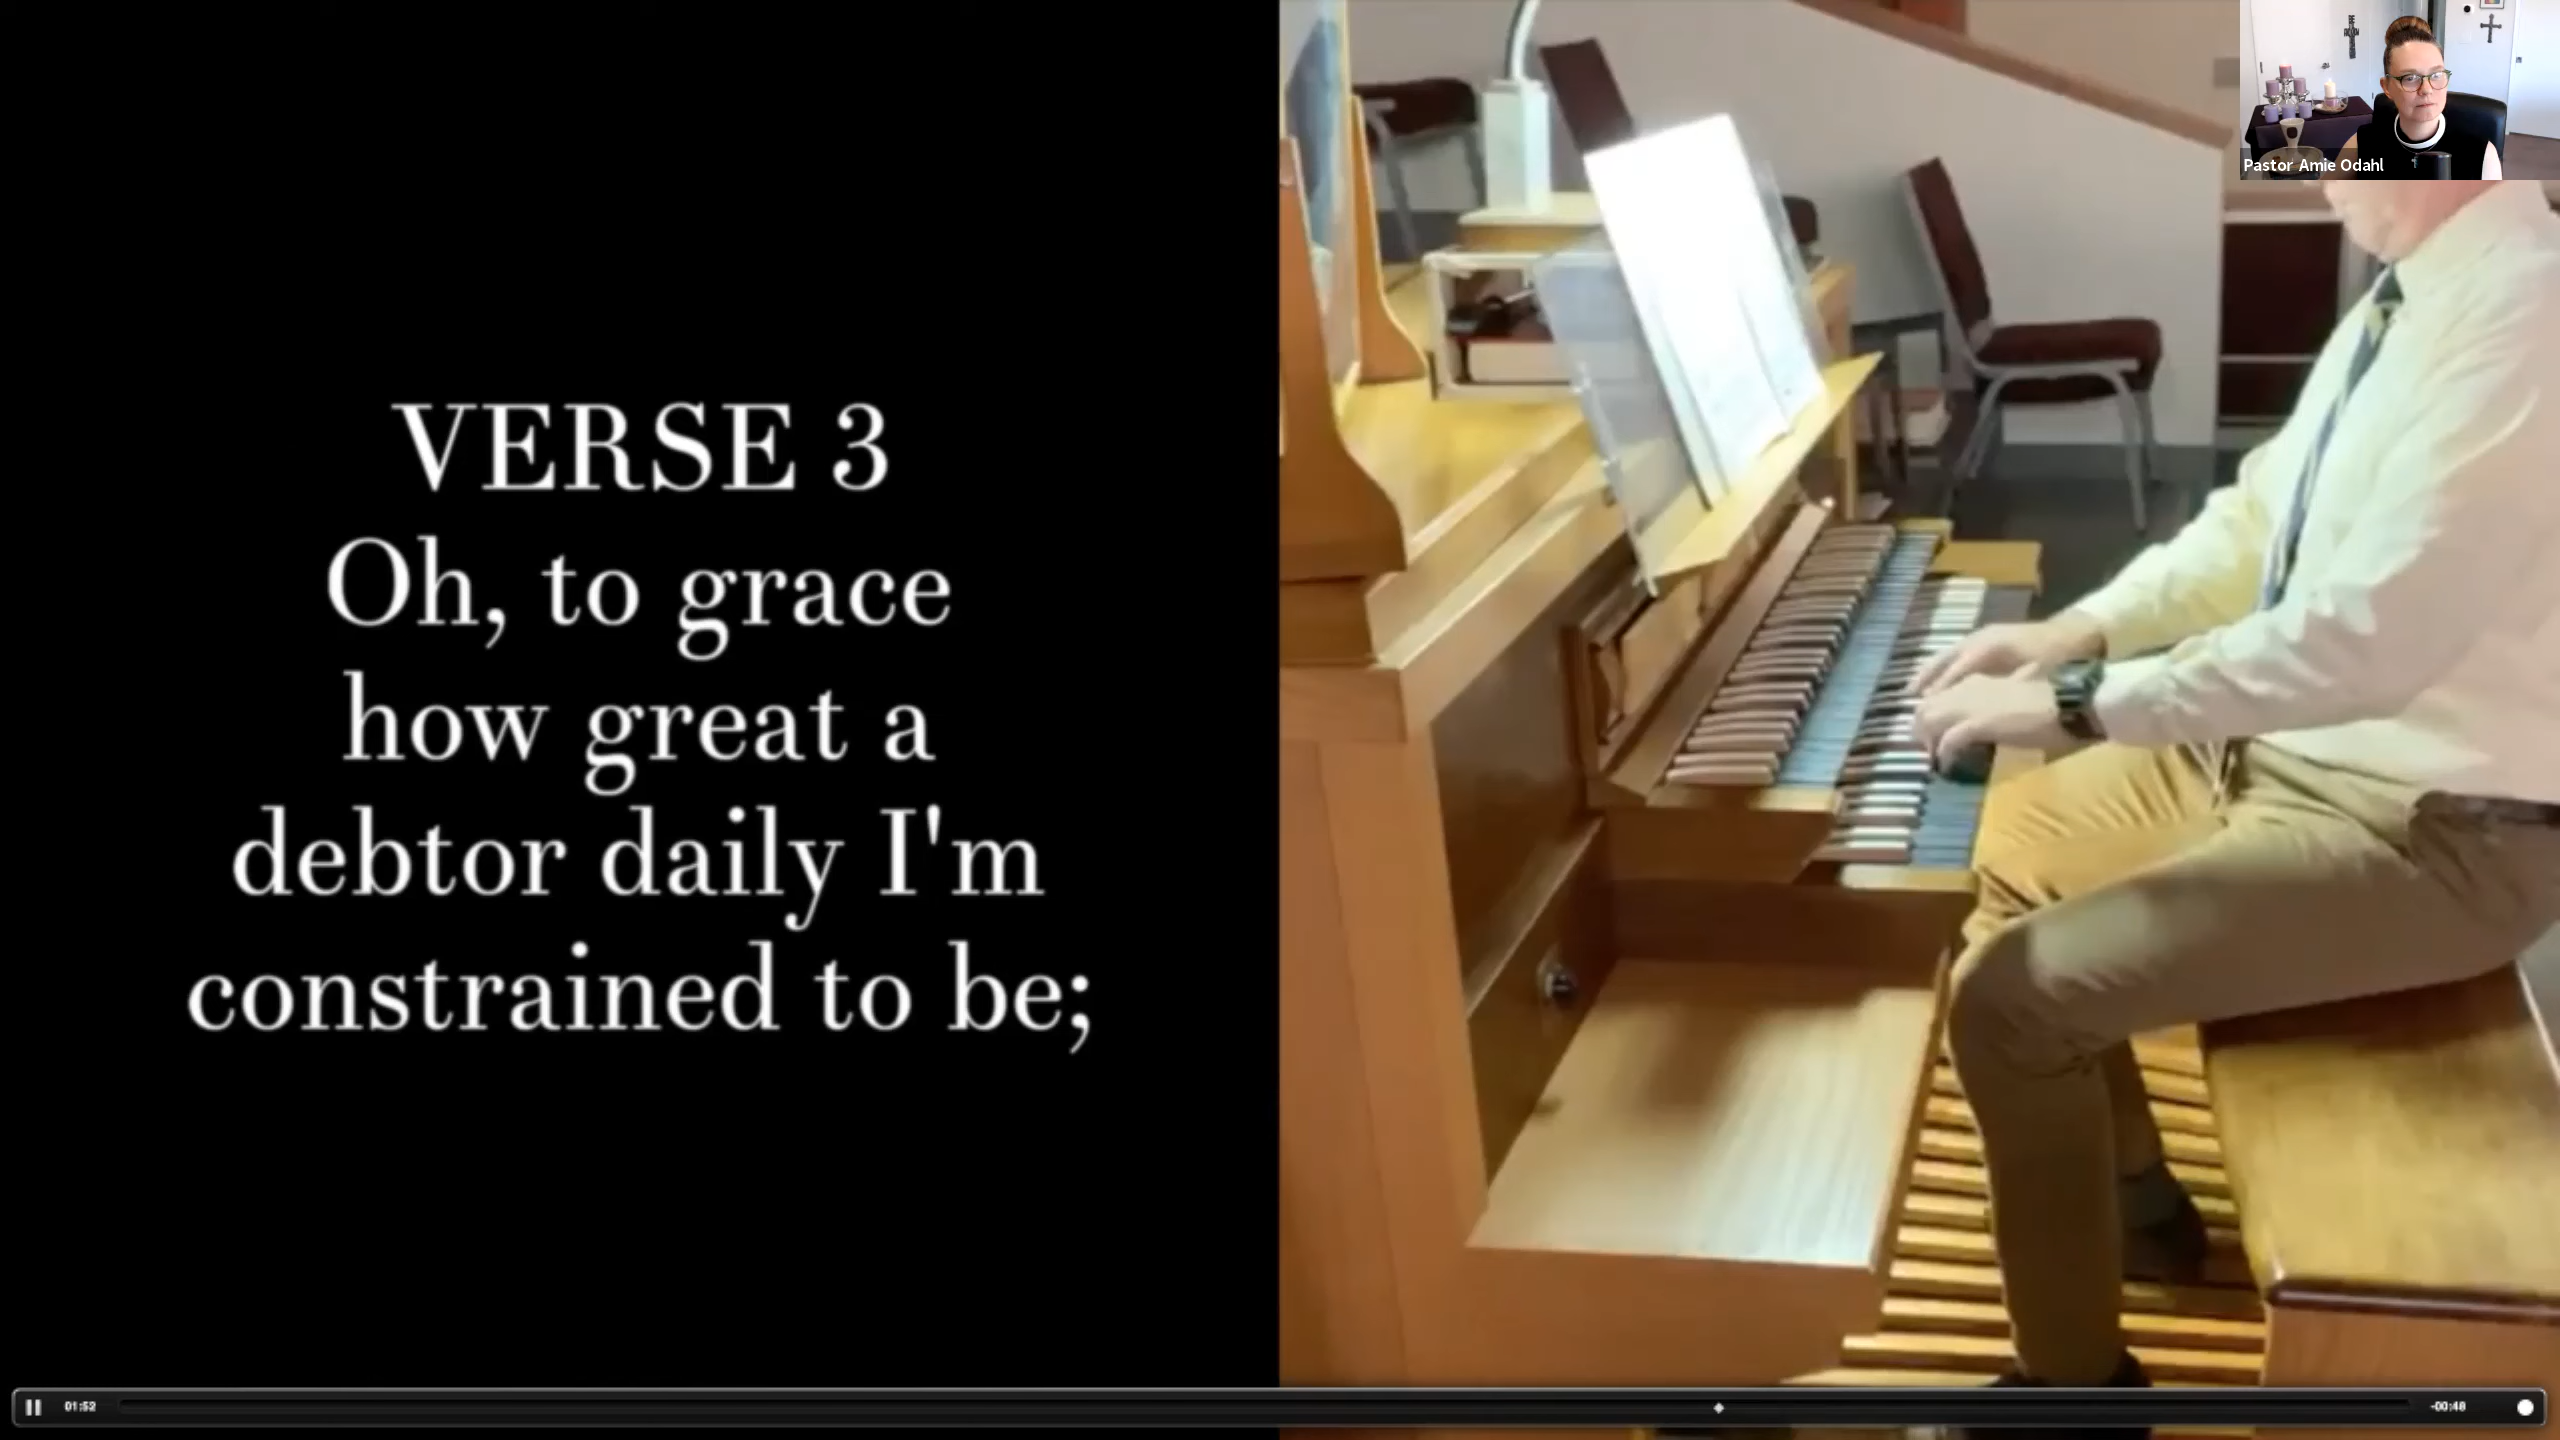 VERSE 3
Oh, to grace
how great a
debtor daily I'm
constrained to be;
Pastor Amie Odahl
01:52
-00:48